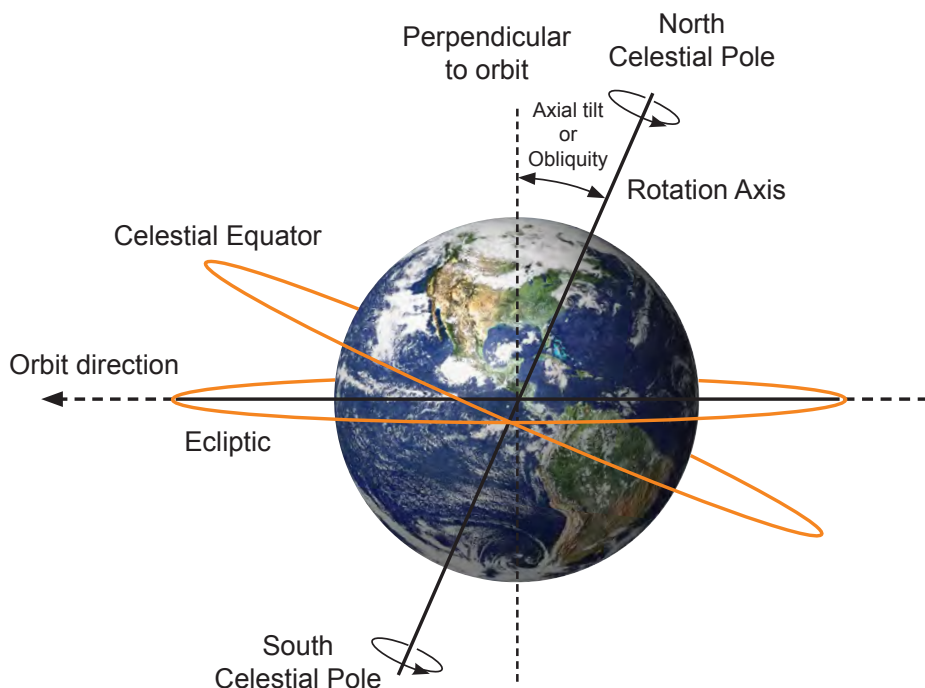 North
Celestial Pole
Perpendicular
to orbit
Axial tilt
or
Obliquity
Rotation Axis
Celestial Equator
Orbit direction
Ecliptic
South
Celestial Pole